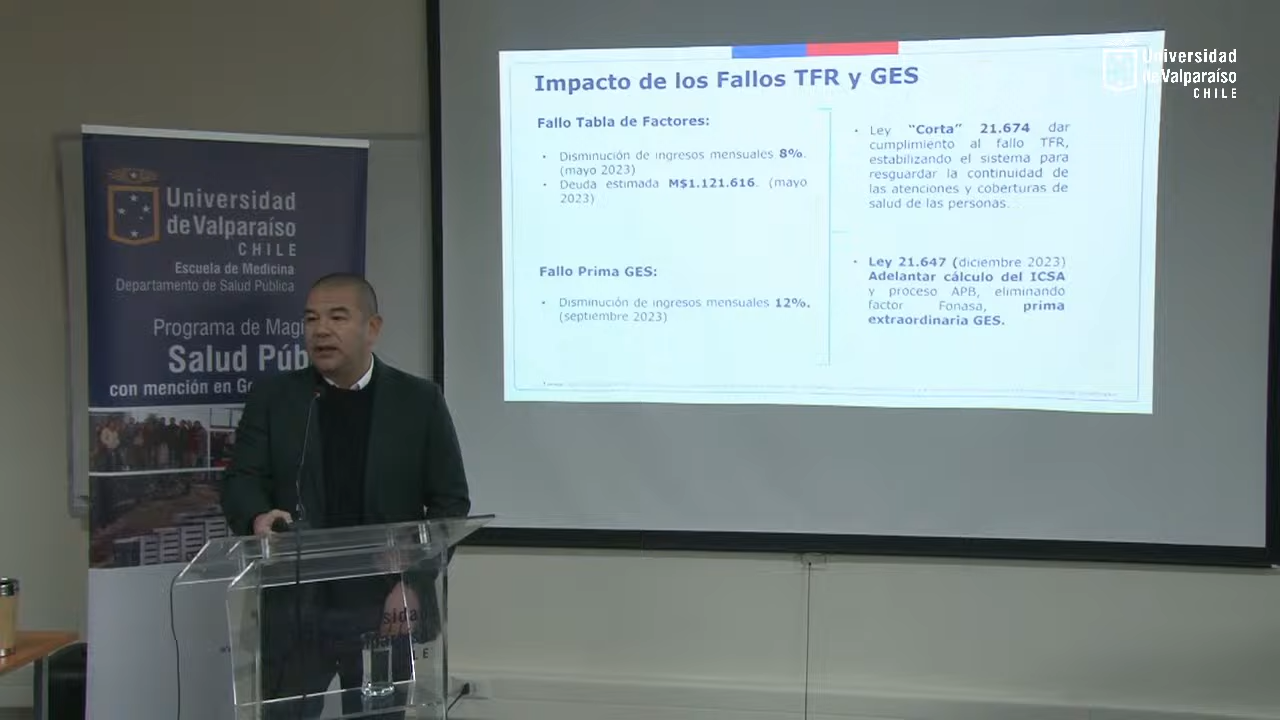 Universidad
de Valparaíso
CHILE
Escuela de Medicina
Departamento de Salud Pública
Programa de Magi
Salud Púb
con mención en Ge
Impacto de los Fallos TFR y GES
Fallo Tabla de Factores:
• Disminución de ingresos mensuales 8%.
(mayo 2023)
• Deuda estimada M$1.121.616. (mayo
2023)
Fallo Prima GES:
• Disminución de ingresos mensuales 12%.
(septiembre 2023)
• Ley “Corta” 21.674 dar
cumplimiento al fallo TFR,
estabilizando el sistema para
resguardar la continuidad de
las atenciones y coberturas de
salud de las personas.
• Ley 21.647 (diciembre 2023)
Adelantar cálculo del ICSA
y proceso APB, eliminando
factor Fonasa, prima
extraordinaria GES.
Universidad
de Valparaíso
CHILE